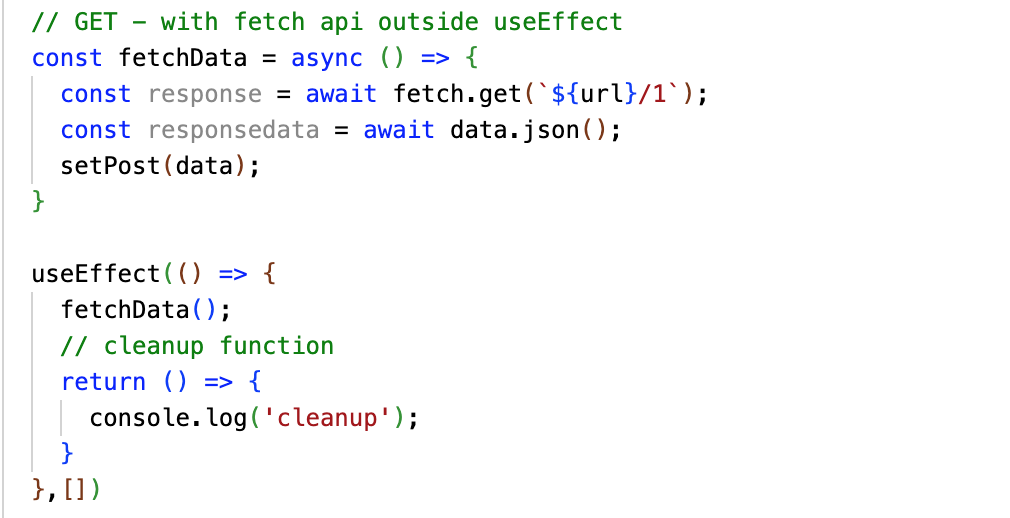 // GET – with fetch api outside useEffect
const fetchData = async () => {
const response = await fetch.get(`${url}/1`);
const responsedata = await data.json();
setPost(data);
}
useEffect(() => {
fetchData();
// cleanup function
return () => {
console.log('cleanup');
}
},[])